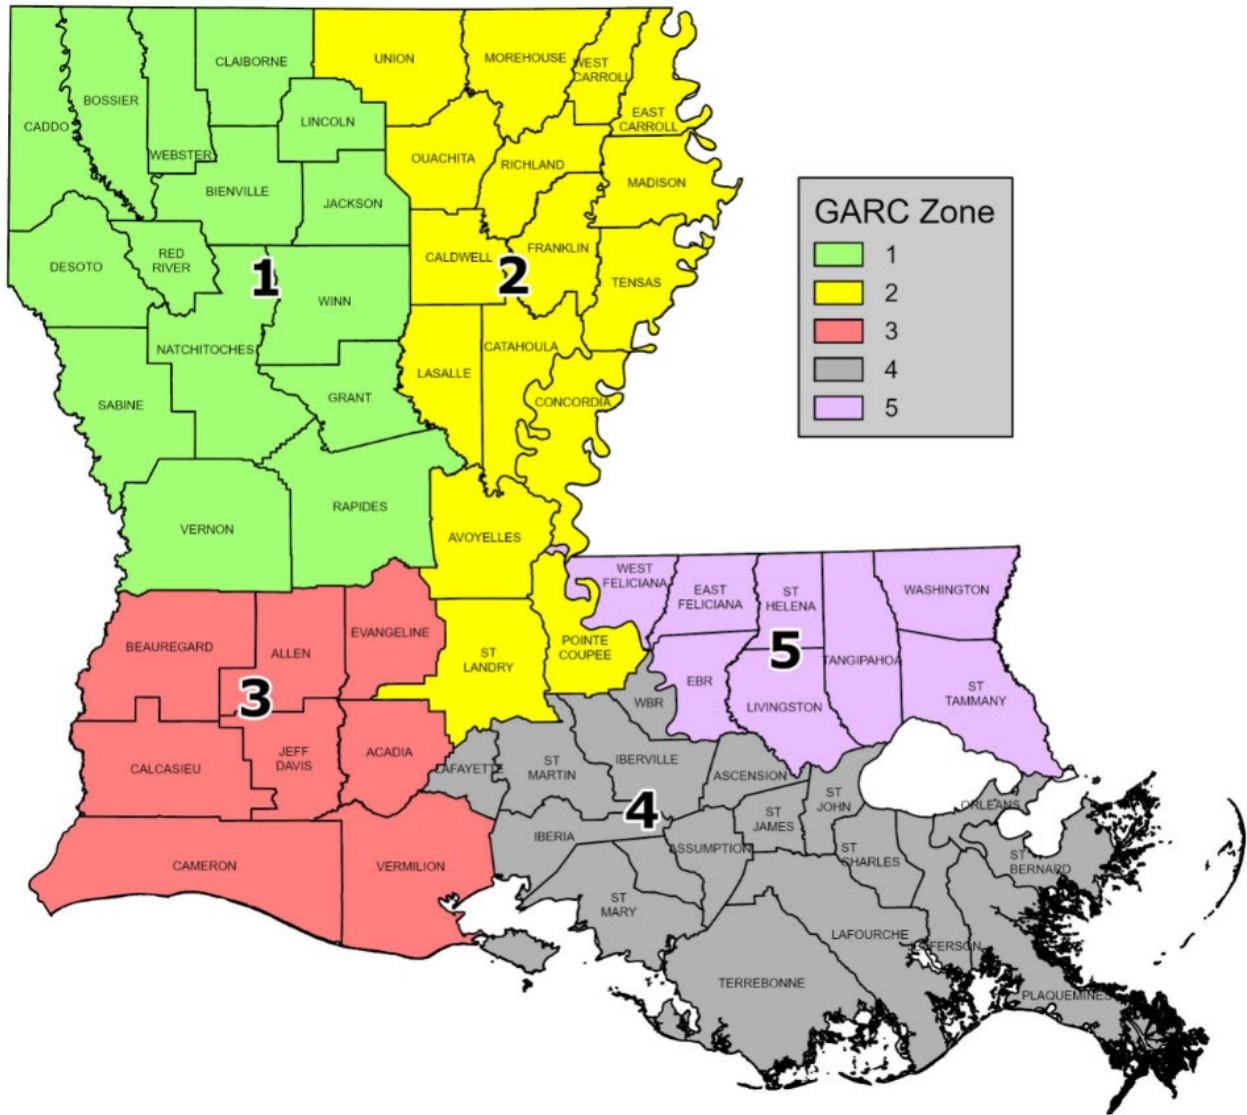 CLAIBORNE
UNION
MOREHOUSE
WEST
CARROLL
BOSSIER
CADDO
WEBSTER
LINCOLN
EAST
CARROLL
OUACHITA
RICHLAND
MADISON
BIENVILLE
JACKSON
GARC Zone
1
2
3
4
5
DESOTO
RED
RIVER
1
WINN
CALDWELL
2
FRANKLIN
TENSAS
NATCHITOCHES
CATAHOULA
LASALLE
SABINE
GRANT
CONCORDIA
VERNON
RAPIDES
AVOYELLES
WEST
FELICIANA
EAST
FELICIANA
ST
HELENA
WASHINGTON
BEAUREGARD
ALLEN
EVANGELINE
ST
LANDRY
POINTE
COUPEE
5
TANGIPAHOA
3
WBR
EBR
LIVINGSTON
ST
TAMMANY
CALCASIEU
JEFF
DAVIS
ACADIA
LAFAYETTE
ST
MARTIN
IBERVILLE
ASCENSION
ST
JOHN
ORLEANS
4
ST
JAMES
IBERIA
ASSUMPTION
ST
CHARLES
ST
BERNARD
CAMERON
VERMILION
ST
MARY
LAFOURCHE
JEFFERSON
TERREBONNE
PLAQUEMINES